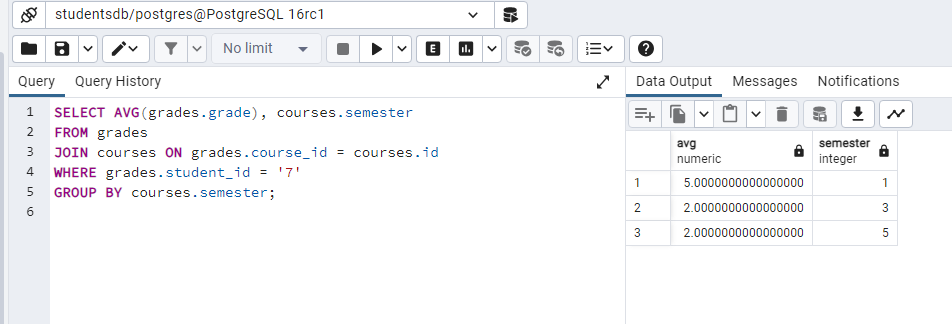 studentsdb/postgres@PostgreSQL 16rc1
No limit
E
Query Query History
1 SELECT AVG(grades.grade), courses.semester
2 FROM grades
3 JOIN courses ON grades.course_id = courses.id
4 WHERE grades.student_id = '7'
5 GROUP BY courses.semester;
6
Data Output Messages Notifications
avg semester
numeric integer
1 5.0000000000000000 1
2 2.0000000000000000 3
3 2.0000000000000000 5